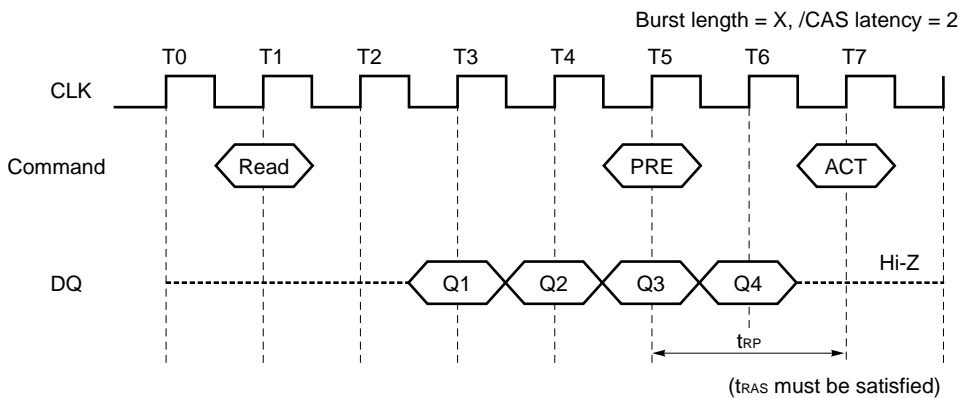 Burst length = X, /CAS latency = 2
T0 T1 T2 T3 T4 T5 T6 T7
CLK
Command Read PRE ACT
Hi-Z
DQ Q1 Q2 Q3 Q4
tRP
(tRAS must be satisfied)